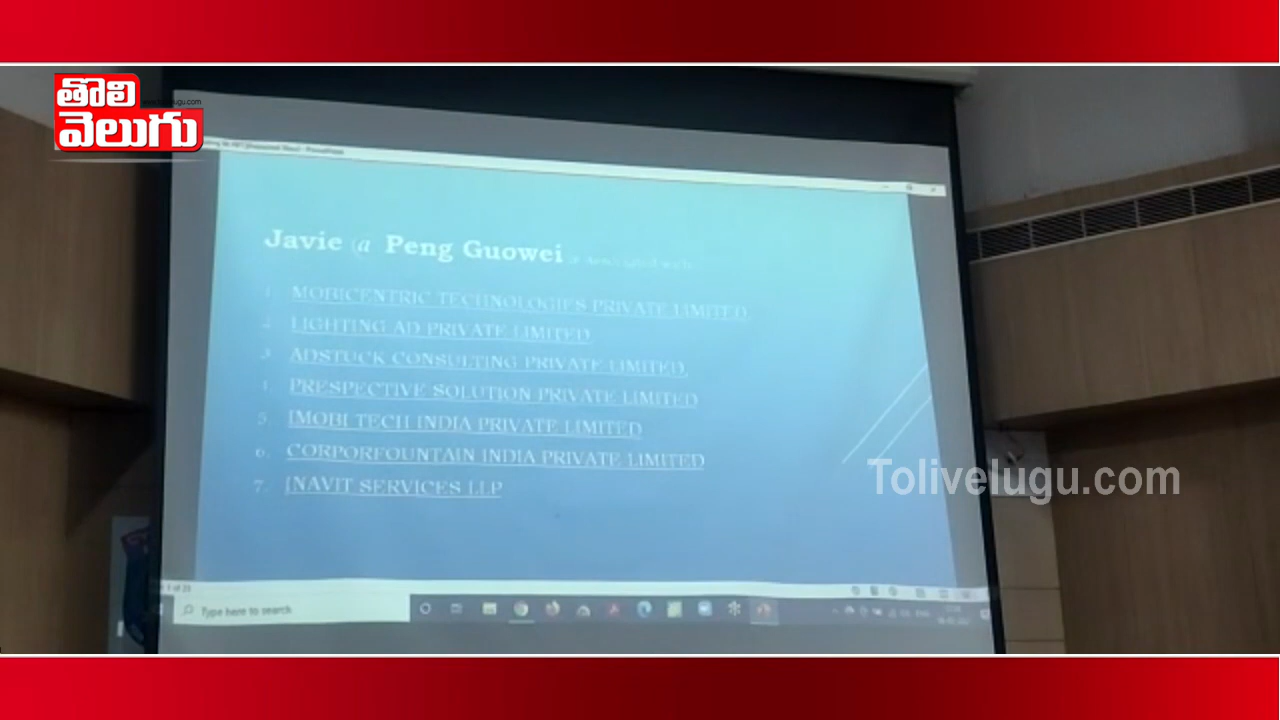 తొలి
వెలుగు
Javie @ Peng Guowei
1. MOBICENTRIC TECHNOLOGIES PRIVATE LIMITED
2. LIGHTING AD PRIVATE LIMITED
3. ADSTUCK CONSULTING PRIVATE LIMITED.
4. PRESPECTIVE SOLUTION PRIVATE LIMITED
5. IMOBI TECH INDIA PRIVATE LIMITED
6. CORPORFOUNTAIN INDIA PRIVATE LIMITED
7. INAVIT SERVICES LLP
Tolivelugu.com
Type here to search